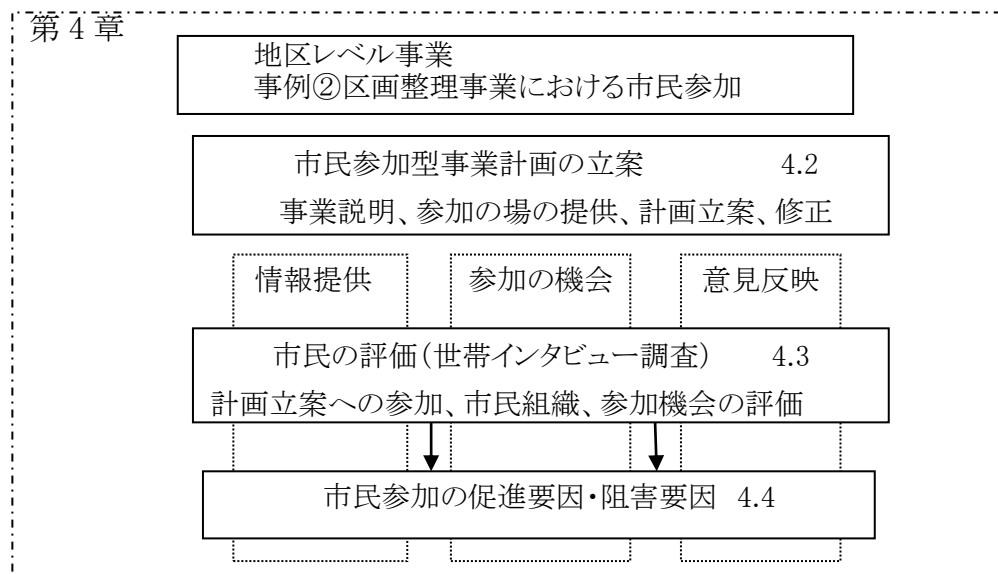 第4章
地区レベル事業
事例②区画整理事業における市民参加
市民参加型事業計画の立案 4.2
事業説明、参加の場の提供、計画立案、修正
情報提供 参加の機会 意見反映
市民の評価(世帯インタビュー調査) 4.3
計画立案への参加、市民組織、参加機会の評価
市民参加の促進要因・阻害要因 4.4